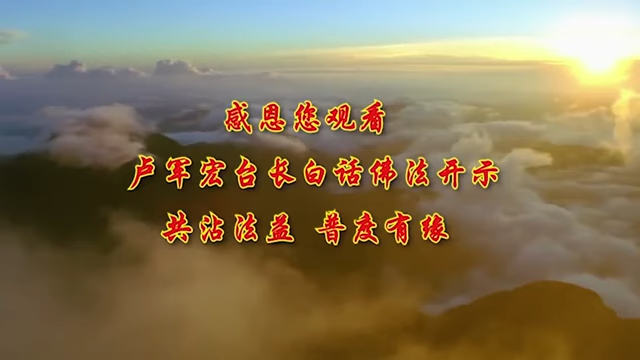 感恩您观看
卢军宏台长白话佛法开示
共沾法益 普度有缘